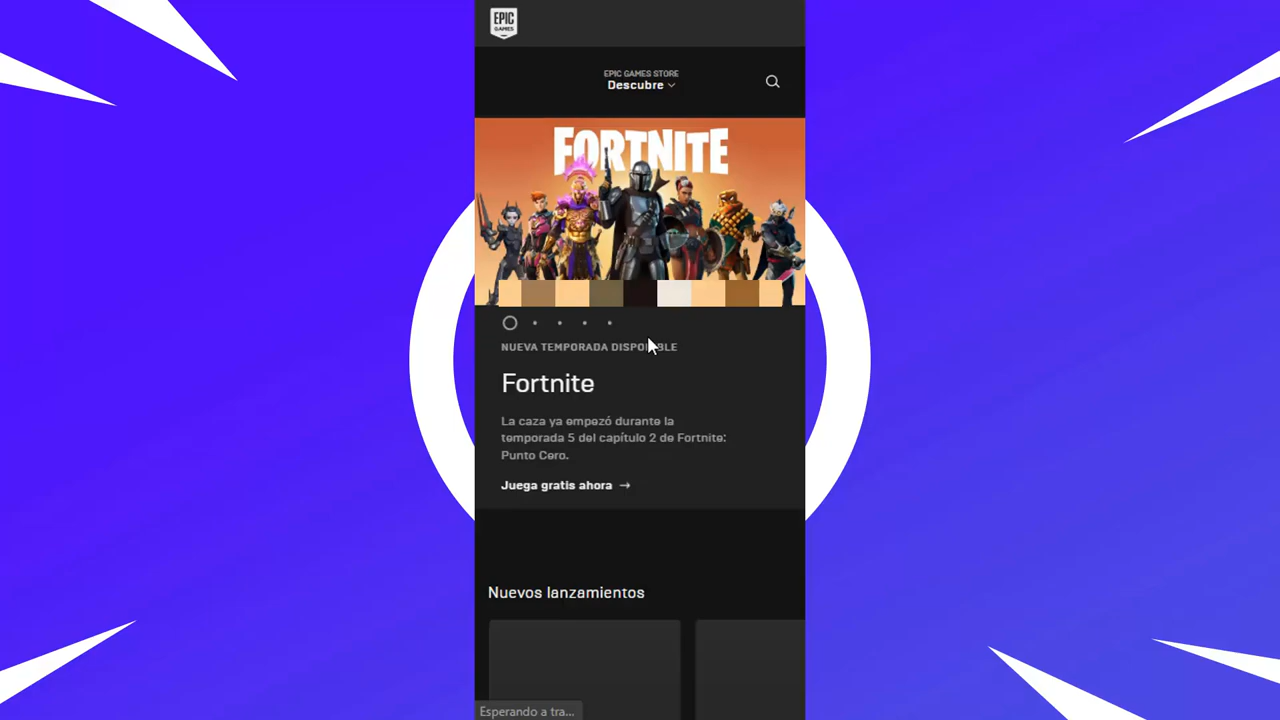 EPIC
GAMES
EPIC GAMES STORE
Descubre
FORTNITE
NUEVA TEMPORADA DISPONIBLE
Fortnite
La caza ya empezó durante la
temporada 5 del capítulo 2 de Fortnite:
Punto Cero.
Juega gratis ahora →
Nuevos lanzamientos
Esperando a tra...